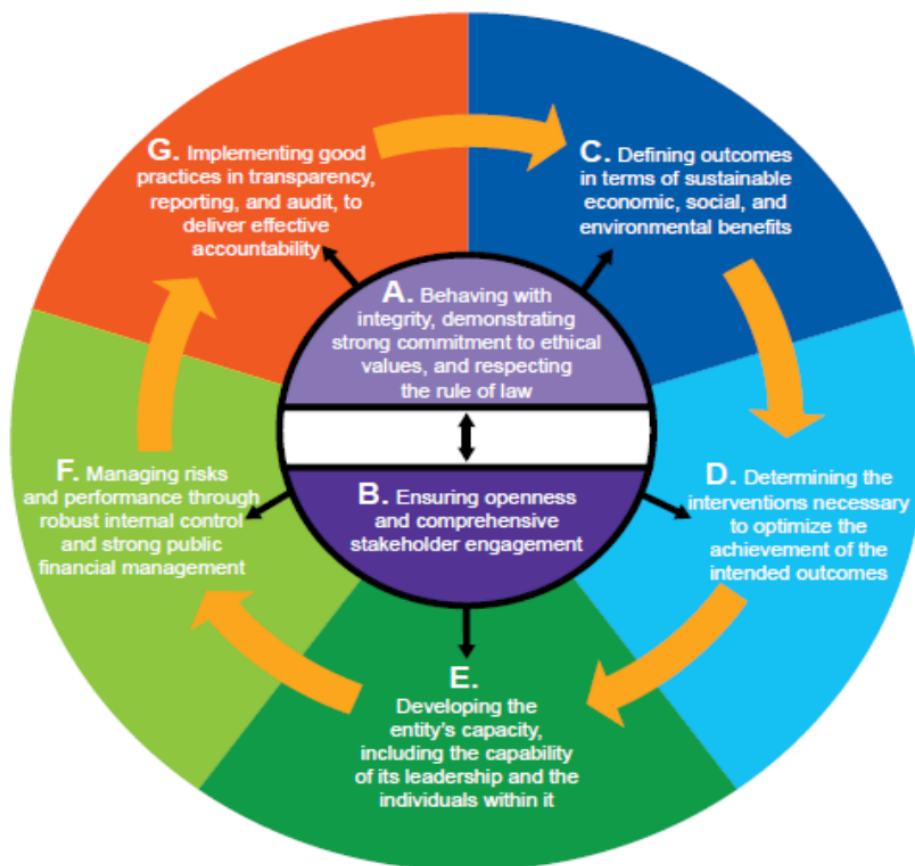 G. Implementing good
practices in transparency,
reporting, and audit, to
deliver effective
accountability
C. Defining outcomes
in terms of sustainable
economic, social, and
environmental benefits
A. Behaving with
integrity, demonstrating
strong commitment to ethical
values, and respecting
the rule of law
F. Managing risks
and performance through
robust internal control
and strong public
financial management
B. Ensuring openness
and comprehensive
stakeholder engagement
D. Determining the
interventions necessary
to optimize the
achievement of the
intended outcomes
E.
Developing the
entity's capacity,
including the capability
of its leadership and the
individuals within it